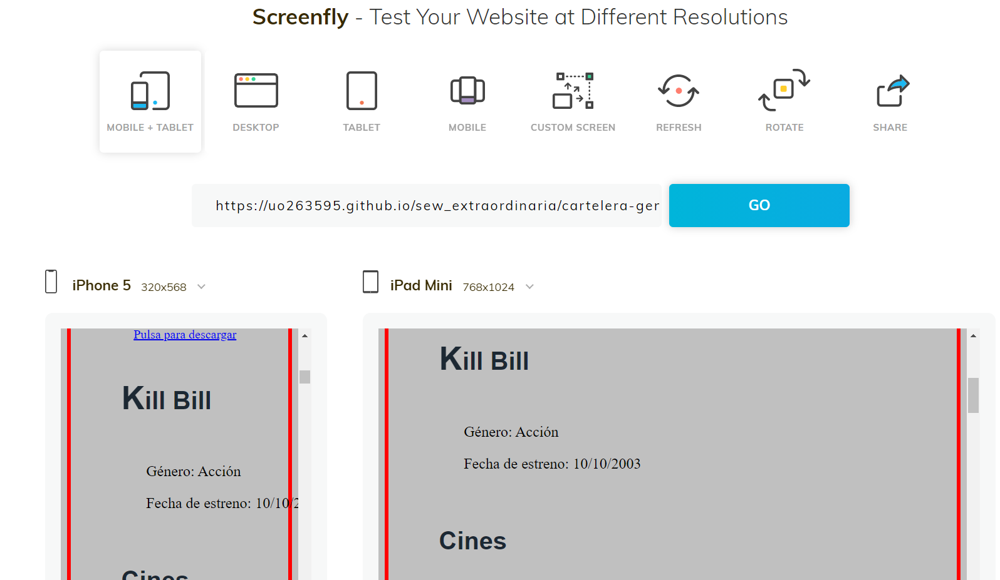 Screenfly - Test Your Website at Different Resolutions
MOBILE + TABLET
DESKTOP
TABLET
MOBILE
CUSTOM SCREEN
REFRESH
ROTATE
SHARE
https://uo263595.github.io/sew_extraordinaria/cartelera-ger
GO
iPhone 5 320x568
Pulsa para descargar
Kill Bill
Género: Acción
Fecha de estreno: 10/10/2
Cines
iPad Mini 768x1024
Kill Bill
Género: Acción
Fecha de estreno: 10/10/2003
Cines